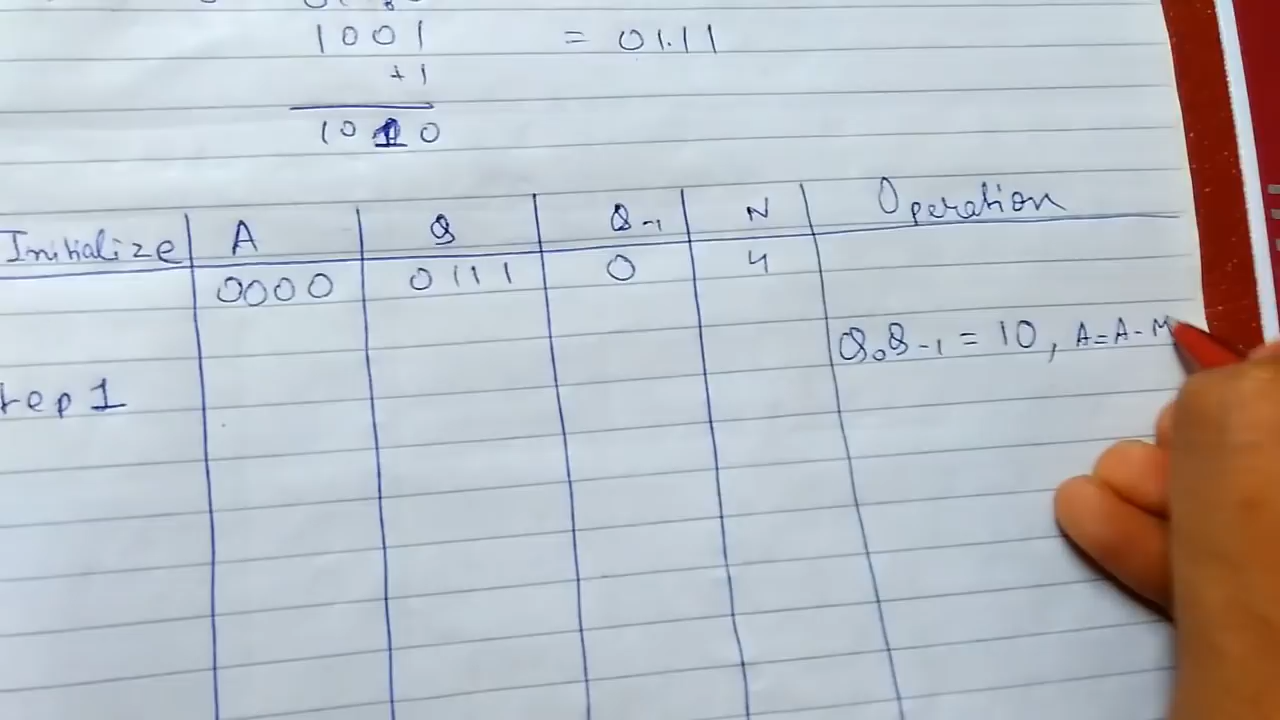 1001 = 01.11
+1
1010
Initialize A Q Q-1 N Operation
0000 0111 0 4
Q0Q-1 = 10, A=A-M
tep 1